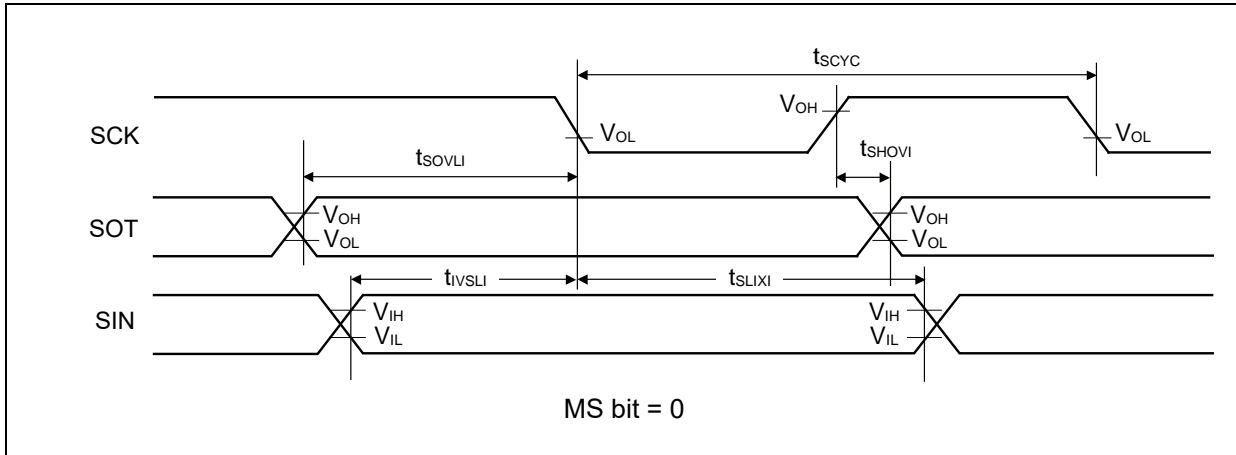 tSCYC
SCK
VOH
VOL
VOL
tSOVLI
tSHOVI
SOT
VOH
VOL
VOH
VOL
tIVSLI
tSLIXI
SIN
VIH
VIL
VIH
VIL
MS bit = 0